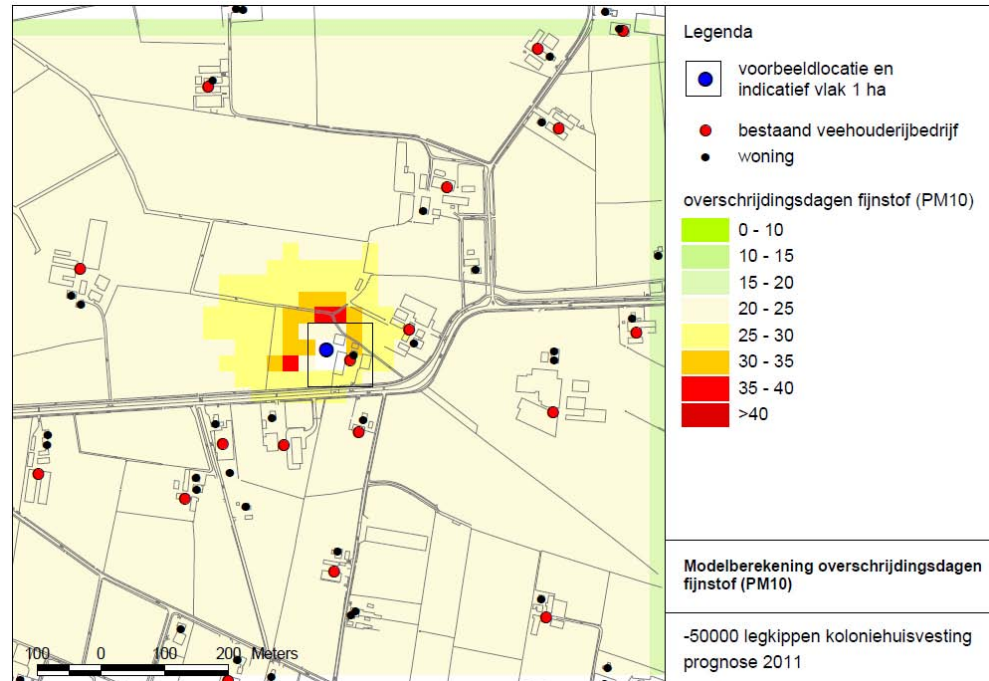 Legenda
voorbeeldlocatie en
indicatief vlak 1 ha
bestaand veehouderijbedrijf
woning
overschrijdingsdagen fijnstof (PM10)
0 - 10
10 - 15
15 - 20
20 - 25
25 - 30
30 - 35
35 - 40
>40
Modelberekening overschrijdingsdagen
fijnstof (PM10)
-50000 legkippen koloniehuisvesting
prognose 2011
100 0 100 200 Meters